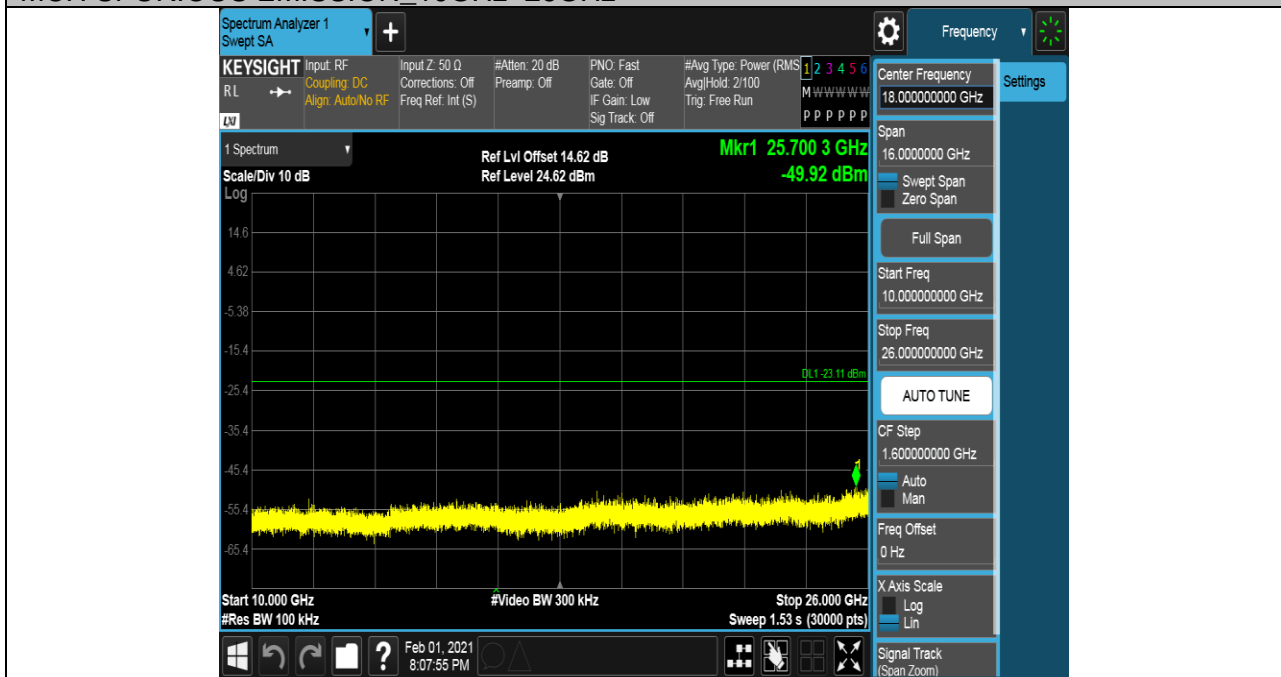 Spectrum Analyzer 1
Swept SA
Frequency
KEYSIGHT
RL
LXI
Input: RF
Coupling: DC
Align: Auto/No RF
Input Z: 50 Ω
Corrections: Off
Freq Ref: Int (S)
#Atten: 20 dB
Preamp: Off
PNO: Fast
Gate: Off
IF Gain: Low
Sig Track: Off
#Avg Type: Power (RMS
Avg|Hold: 2/100
Trig: Free Run
1 2 3 4 5 6
M W W W W W
P P P P P P
1 Spectrum
Scale/Div 10 dB
Log
Ref Lvl Offset 14.62 dB
Ref Level 24.62 dBm
Mkr1 25.700 3 GHz
-49.92 dBm
14.6
4.62
-5.38
-15.4
DL1 -23.11 dBm
-25.4
-35.4
-45.4
1
-55.4
-65.4
Start 10.000 GHz
#Res BW 100 kHz
#Video BW 300 kHz
Stop 26.000 GHz
Sweep 1.53 s (30000 pts)
?
Feb 01, 2021
8:07:55 PM
Center Frequency
18.000000000 GHz
Settings
Span
16.0000000 GHz
Swept Span
Zero Span
Full Span
Start Freq
10.000000000 GHz
Stop Freq
26.000000000 GHz
AUTO TUNE
CF Step
1.600000000 GHz
Auto
Man
Freq Offset
0 Hz
X Axis Scale
Log
Lin
Signal Track
(Span Zoom)